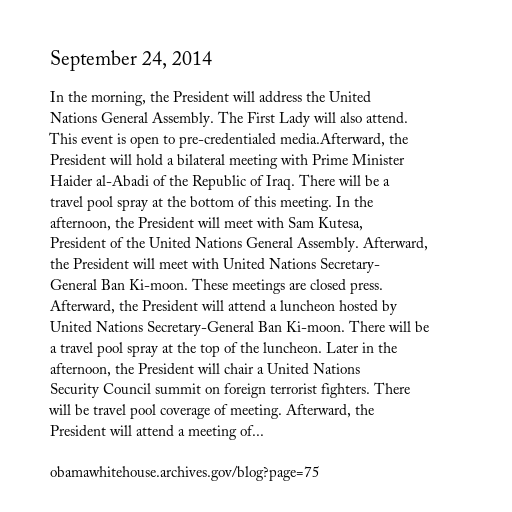 September 24, 2014
In the morning, the President will address the United
Nations General Assembly. The First Lady will also attend.
This event is open to pre-credentialed media.Afterward, the
President will hold a bilateral meeting with Prime Minister
Haider al-Abadi of the Republic of Iraq. There will be a
travel pool spray at the bottom of this meeting. In the
afternoon, the President will meet with Sam Kutesa,
President of the United Nations General Assembly. Afterward,
the President will meet with United Nations Secretary-
General Ban Ki-moon. These meetings are closed press.
Afterward, the President will attend a luncheon hosted by
United Nations Secretary-General Ban Ki-moon. There will be
a travel pool spray at the top of the luncheon. Later in the
afternoon, the President will chair a United Nations
Security Council summit on foreign terrorist fighters. There
will be travel pool coverage of meeting. Afterward, the
President will attend a meeting of...
obamawhitehouse.archives.gov/blog?page=75